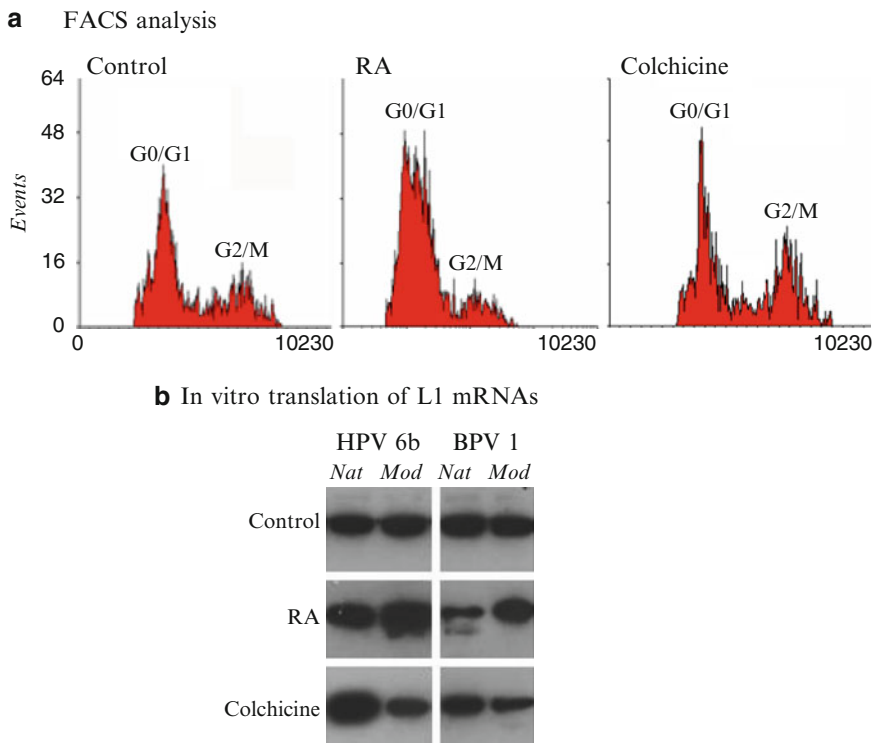 a FACS analysis
Control RA Colchicine
64
48
32
16
0
Events
G0/G1
G2/M
G0/G1
G2/M
G0/G1
G2/M
0 10230 10230 10230
b In vitro translation of L1 mRNAs
HPV 6b BPV 1
Nat Mod Nat Mod
Control
RA
Colchicine